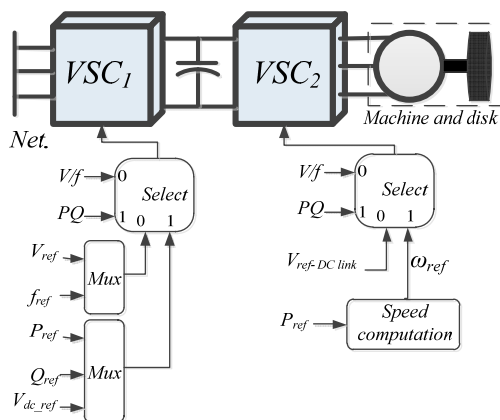 VSC1
VSC2
Net.
Machine and disk
V/f
0
Select
PQ
1
0
1
V/f
0
Select
PQ
1
0
1
Vref
Mux
fref
Vref-DC link
ωref
Pref
Mux
Qref
Vdc_ref
Pref
Speed
computation